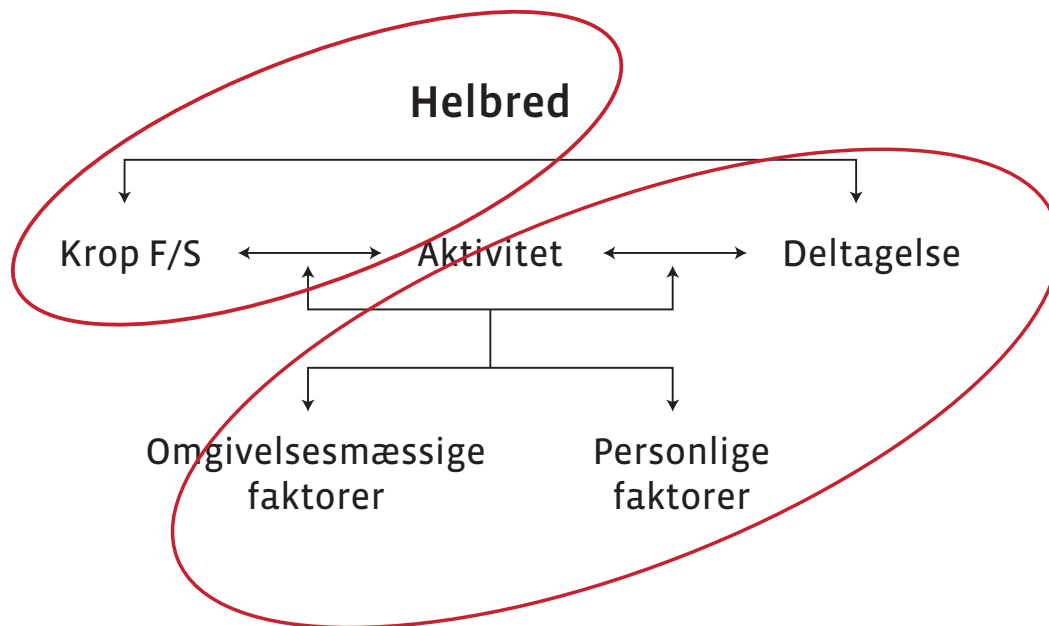 Helbred
Krop F/S
Aktivitet
Deltagelse
Omgivelsesmæssige
faktorer
Personlige
faktorer